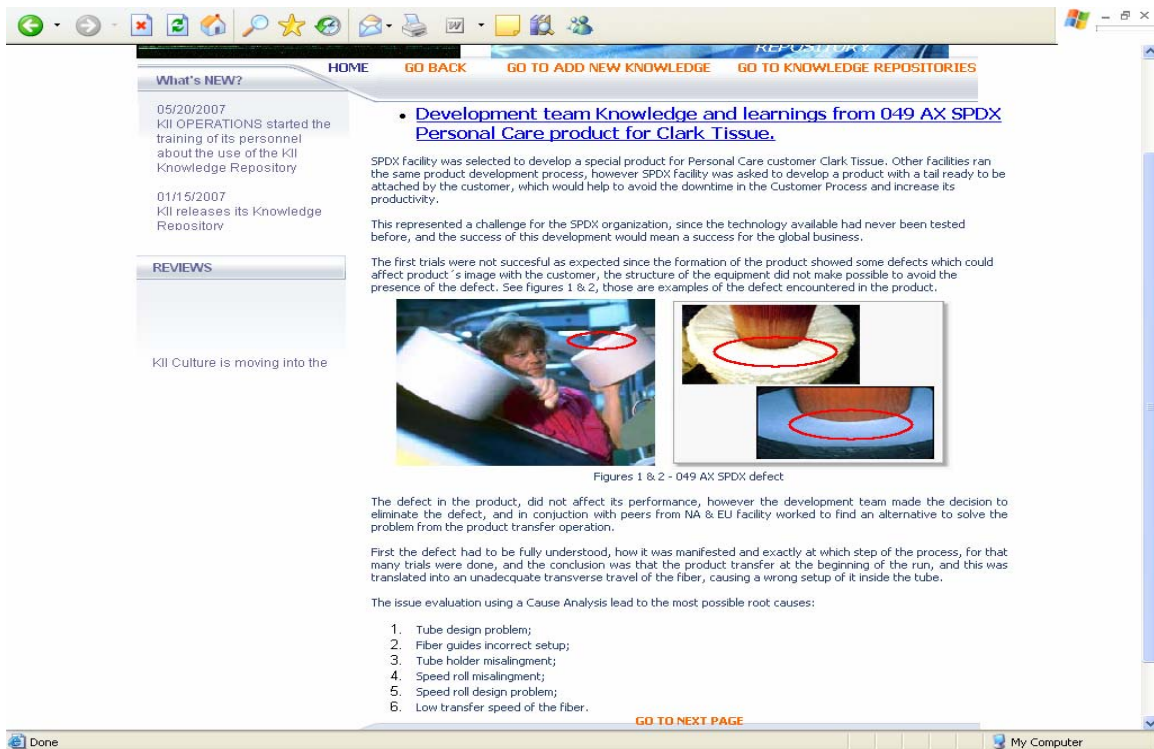 REPOSITORY
HOME GO BACK GO TO ADD NEW KNOWLEDGE GO TO KNOWLEDGE REPOSITORIES
What's NEW?
05/20/2007
KII OPERATIONS started the
training of its personnel
about the use of the KII
Knowledge Repository
01/15/2007
KII releases its Knowledge
Repository
REVIEWS
KII Culture is moving into the
• Development team Knowledge and learnings from 049 AX SPDX
Personal Care product for Clark Tissue.
SPDX facility was selected to develop a special product for Personal Care customer Clark Tissue. Other facilities ran
the same product development process, however SPDX facility was asked to develop a product with a tail ready to be
attached by the customer, which would help to avoid the downtime in the Customer Process and increase its
productivity.
This represented a challenge for the SPDX organization, since the technology available had never been tested
before, and the success of this development would mean a success for the global business.
The first trials were not succesful as expected since the formation of the product showed some defects which could
affect product´s image with the customer, the structure of the equipment did not make possible to avoid the
presence of the defect. See figures 1 & 2, those are examples of the defect encountered in the product.
Figures 1 & 2 - 049 AX SPDX defect
The defect in the product, did not affect its performance, however the development team made the decision to
eliminate the defect, and in conjuction with peers from NA & EU facility worked to find an alternative to solve the
problem from the product transfer operation.
First the defect had to be fully understood, how it was manifested and exactly at which step of the process, for that
many trials were done, and the conclusion was that the product transfer at the beginning of the run, and this was
translated into an unadecquate transverse travel of the fiber, causing a wrong setup of it inside the tube.
The issue evaluation using a Cause Analysis lead to the most possible root causes:
1. Tube design problem;
2. Fiber guides incorrect setup;
3. Tube holder misalingment;
4. Speed roll misalingment;
5. Speed roll design problem;
6. Low transfer speed of the fiber.
GO TO NEXT PAGE
Done
My Computer